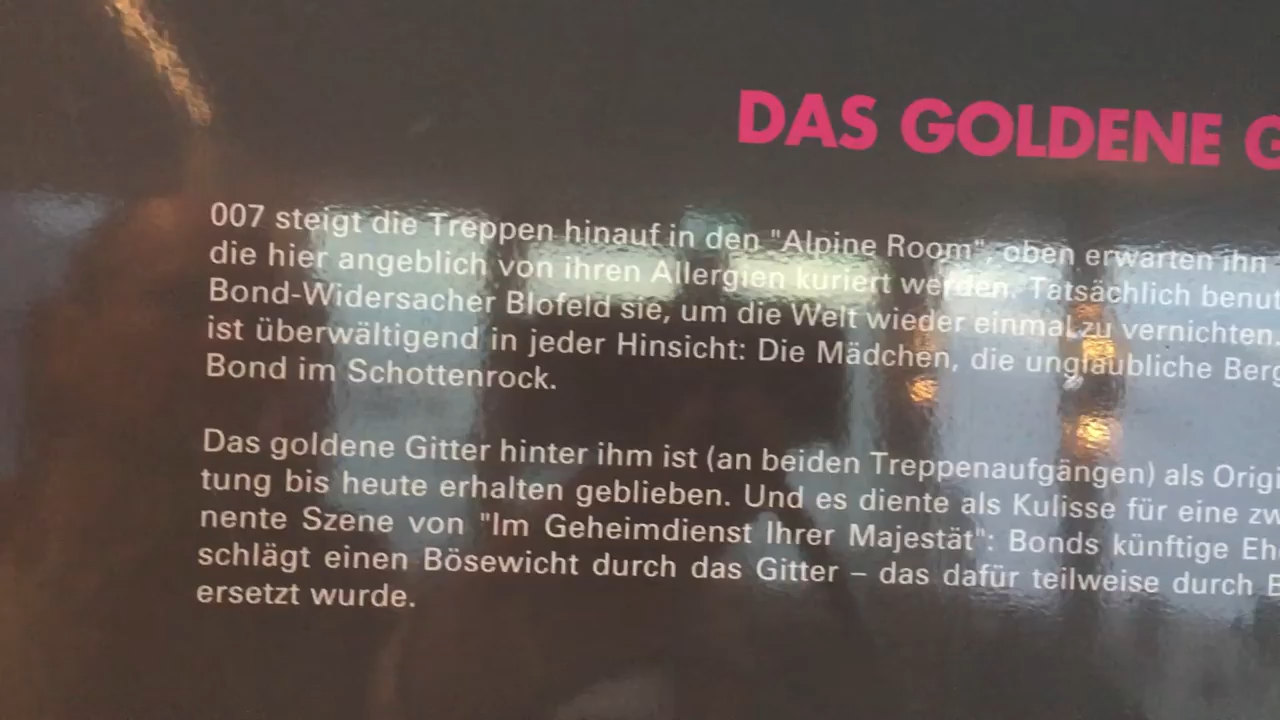 DAS GOLDENE G
007 steigt die Treppen hinauf in den "Alpine Room", oben erwarten ihn
die hier angeblich von ihren Allergien kuriert werden. Tatsächlich benut
Bond-Widersacher Blofeld sie, um die Welt wieder einmal zu vernichten.
ist überwältigend in jeder Hinsicht: Die Mädchen, die unglaubliche Berg
Bond im Schottenrock.
Das goldene Gitter hinter ihm ist (an beiden Treppenaufgängen) als Origi
tung bis heute erhalten geblieben. Und es diente als Kulisse für eine zw
nente Szene von "Im Geheimdienst Ihrer Majestät": Bonds künftige Eh
schlägt einen Bösewicht durch das Gitter – das dafür teilweise durch B
ersetzt wurde.